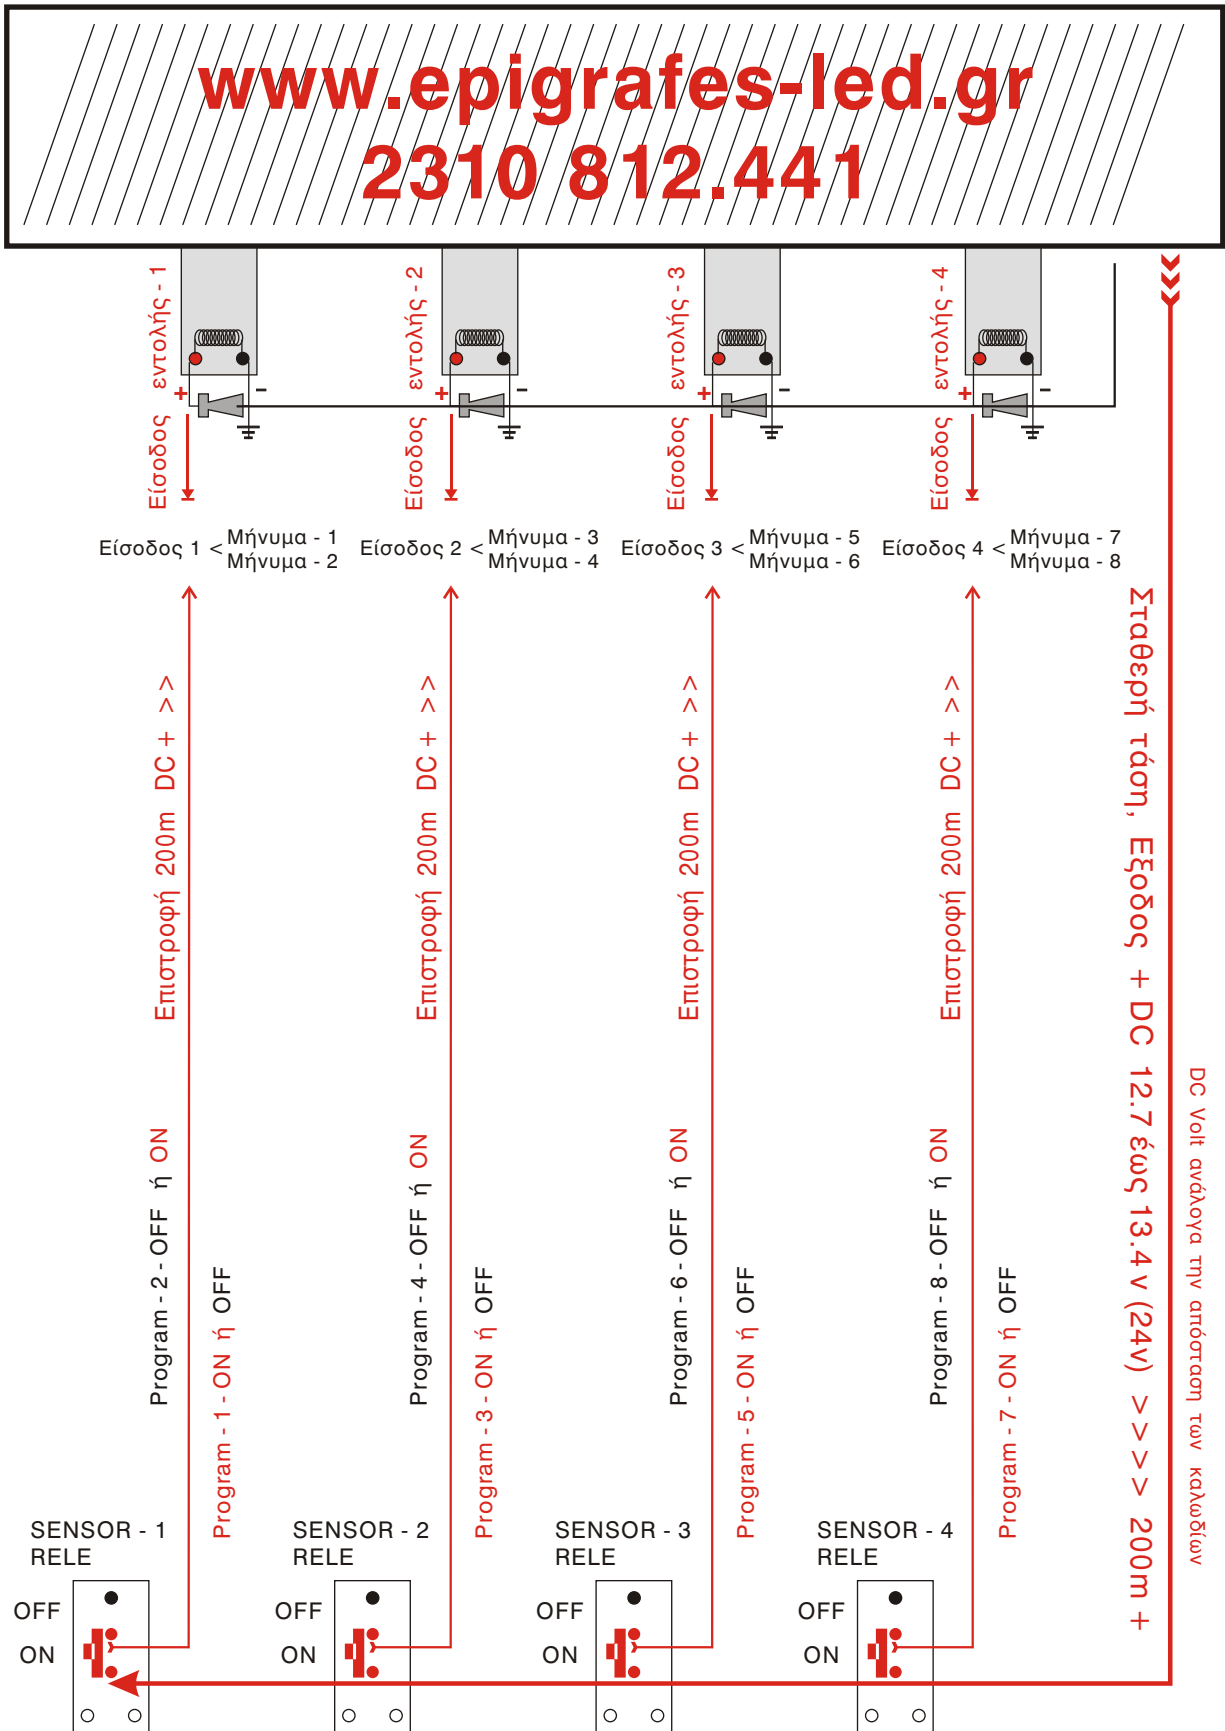 www.epigrafes-led.gr
2310 812.441
Είσοδος εντολής - 1
Είσοδος εντολής - 2
Είσοδος εντολής - 3
Είσοδος εντολής - 4
+ -
+ -
+ -
+ -
Είσοδος 1 < Μήνυμα - 1
Μήνυμα - 2
Είσοδος 2 < Μήνυμα - 3
Μήνυμα - 4
Είσοδος 3 < Μήνυμα - 5
Μήνυμα - 6
Είσοδος 4 < Μήνυμα - 7
Μήνυμα - 8
Επιστροφή 200m DC + >>
Επιστροφή 200m DC + >>
Επιστροφή 200m DC + >>
Επιστροφή 200m DC + >>
Σταθερή τάση, Εξοδος + DC 12.7 έως 13.4 v (24v) >>>> 200m +
DC Volt ανάλογα την απόσταση των καλωδίων
Program - 2 - OFF ή ON
Program - 1 - ON ή OFF
Program - 4 - OFF ή ON
Program - 3 - ON ή OFF
Program - 6 - OFF ή ON
Program - 5 - ON ή OFF
Program - 8 - OFF ή ON
Program - 7 - ON ή OFF
SENSOR - 1
RELE
OFF
ON
SENSOR - 2
RELE
OFF
ON
SENSOR - 3
RELE
OFF
ON
SENSOR - 4
RELE
OFF
ON